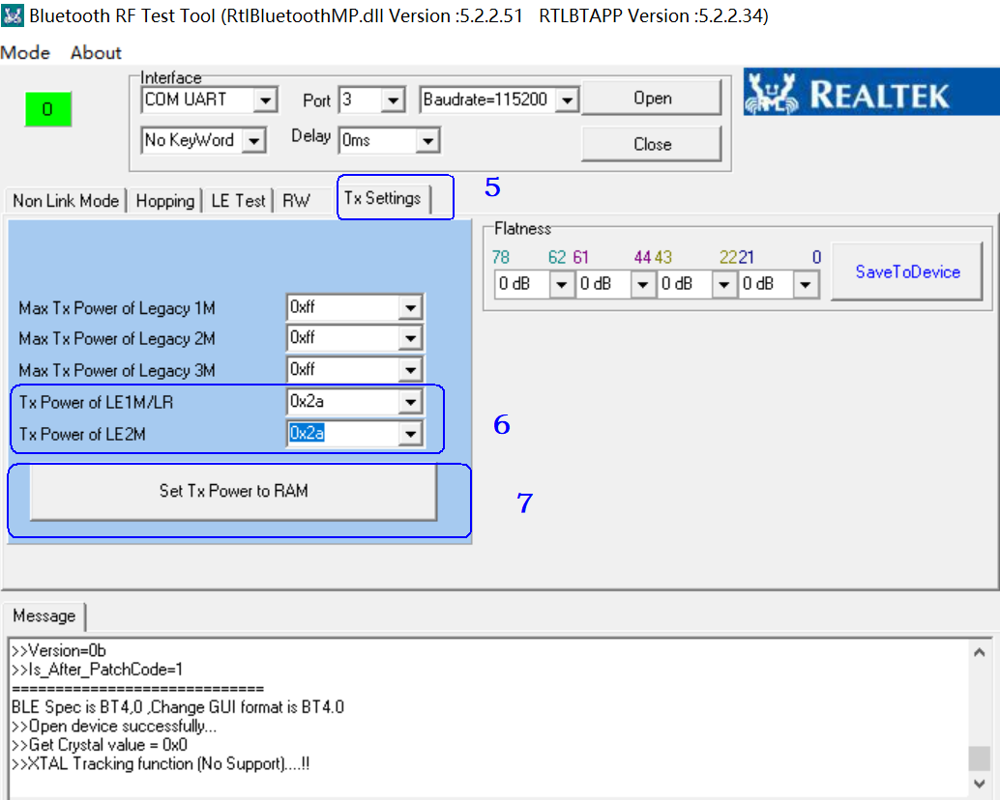 Bluetooth RF Test Tool (RtlBluetoothMP.dll Version :5.2.2.51   RTLBTAPP Version :5.2.2.34)
Mode About
Interface
0 COM UART Port 3 Baudrate=115200 Open
No KeyWord Delay 0ms Close
REALTEK
Non Link Mode Hopping LE Test RW Tx Settings 5
Flatness
78 62 61 44 43 22 21 0
0 dB 0 dB 0 dB 0 dB SaveToDevice
Max Tx Power of Legacy 1M 0xff
Max Tx Power of Legacy 2M 0xff
Max Tx Power of Legacy 3M 0xff
Tx Power of LE1M/LR 0x2a
Tx Power of LE2M 0x2a
6
Set Tx Power to RAM 7
Message
>>Version=0b
>>Is_After_PatchCode=1
=============================
BLE Spec is BT4,0 ,Change GUI format is BT4.0
>>Open device successfully...
>>Get Crystal value = 0x0
>>XTAL Tracking function (No Support)....!!